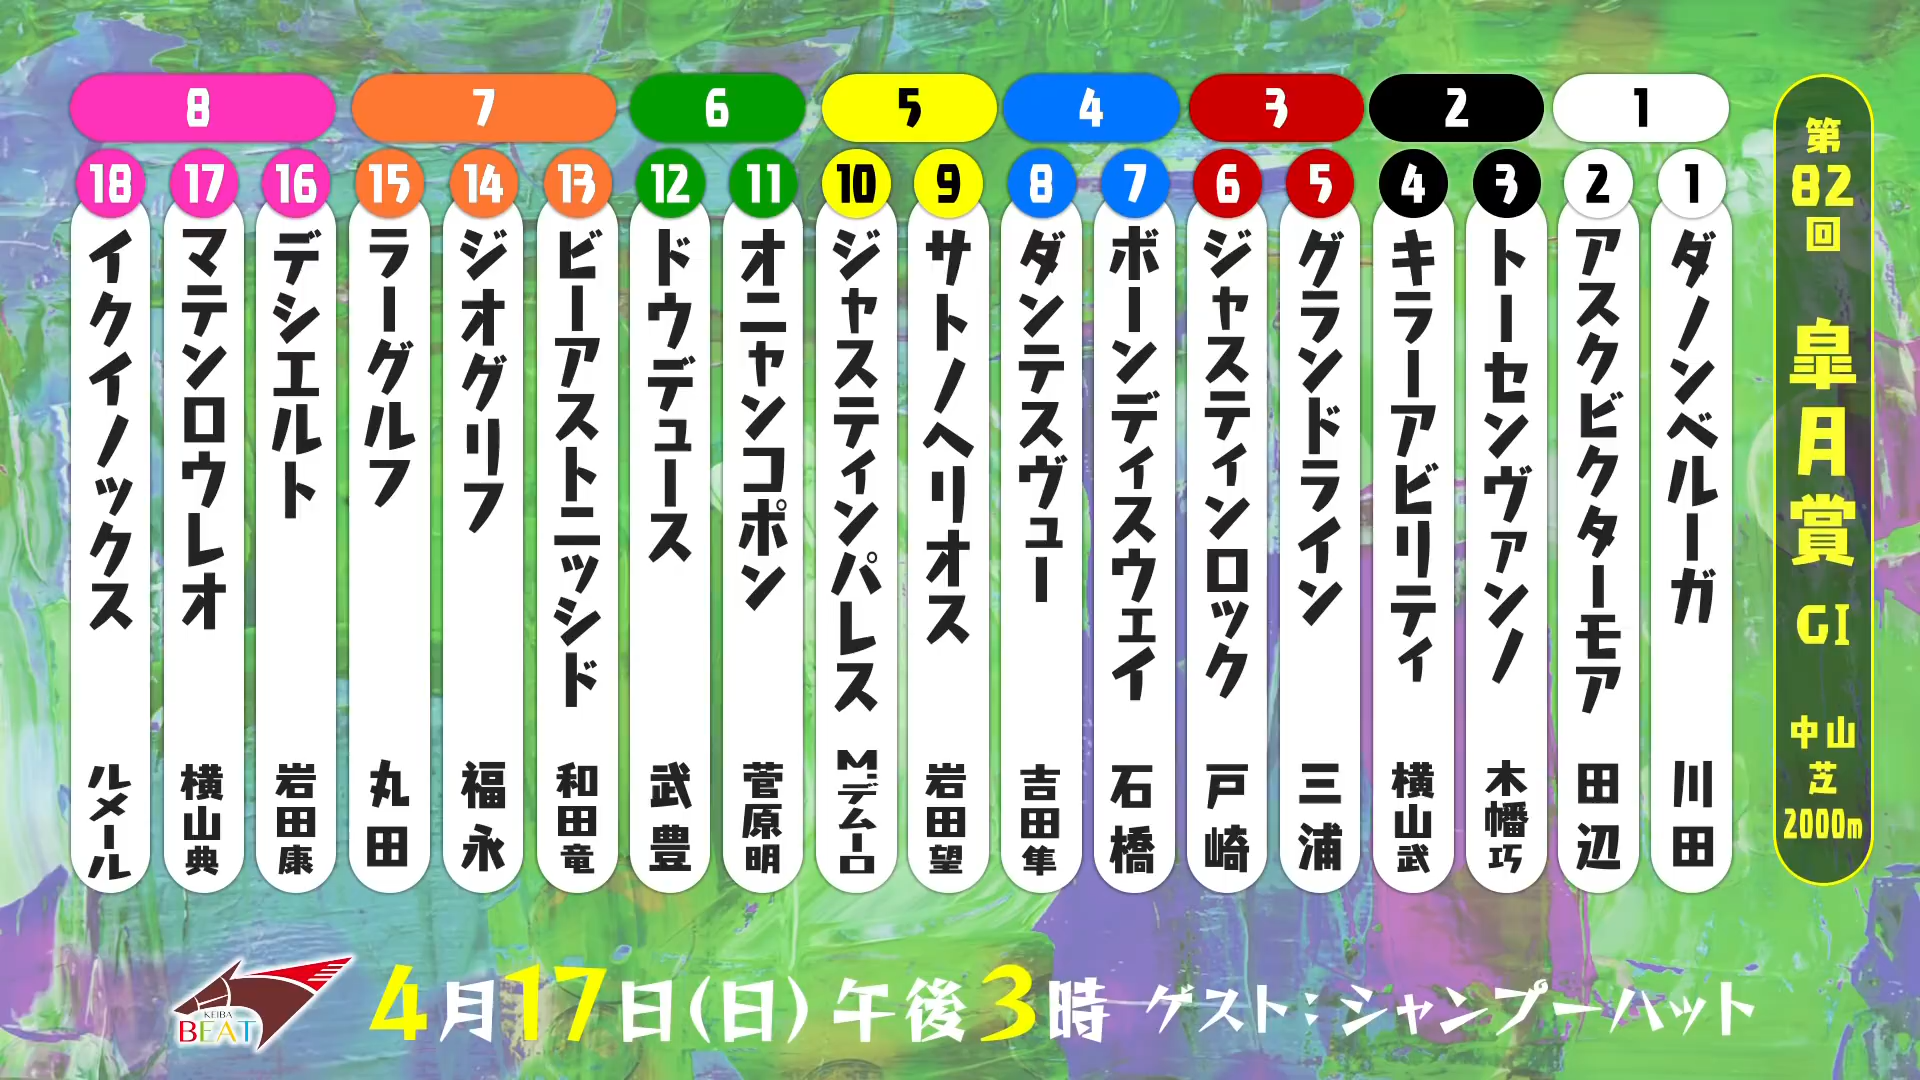 第82回 皐月賞 GI 中山 芝 2000m
1
1 ダノンベルーガ 川田
2 アスクビクターモア 田辺
2
3 トーセンヴァンノ 木幡巧
4 キラーアビリティ 横山武
3
5 グランドライン 三浦
6 ジャスティンロック 戸崎
4
7 ボーンディスウェイ 石橋
8 ダンテスヴュー 吉田隼
5
9 サトノヘリオス 岩田望
10 ジャスティンパレス M・デムーロ
6
11 オニャンコポン 菅原明
12 ドウデュース 武豊
7
13 ビーアストニッシド 和田竜
14 ジオグリフ 福永
15 ラーグルフ 丸田
8
16 デシエルト 岩田康
17 マテンロウレオ 横山典
18 イクイノックス ルメール
KEIBA
BEAT
4月17日(日)午後3時 ゲスト：シャンプーハット